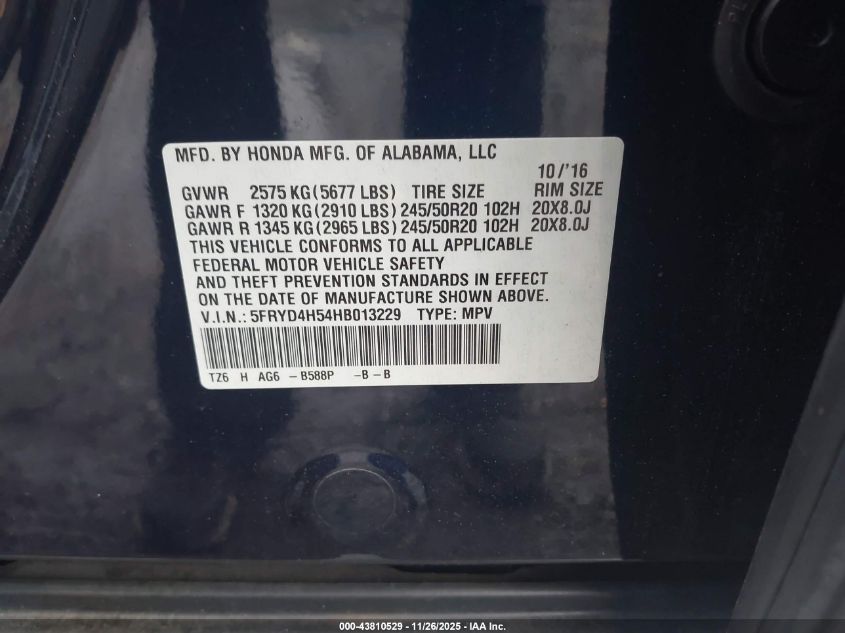 MFD. BY HONDA MFG. OF ALABAMA, LLC
10/'16
GVWR 2575 KG (5677 LBS) TIRE SIZE RIM SIZE
GAWR F 1320 KG (2910 LBS) 245/50R20 102H 20X8.0J
GAWR R 1345 KG (2965 LBS) 245/50R20 102H 20X8.0J
THIS VEHICLE CONFORMS TO ALL APPLICABLE
FEDERAL MOTOR VEHICLE SAFETY
AND THEFT PREVENTION STANDARDS IN EFFECT
ON THE DATE OF MANUFACTURE SHOWN ABOVE.
V.I.N.: 5FRYD4H54HB013229 TYPE: MPV
TZ6 H AG6 -B588P -B-B
000-43810529 - 11/26/2025 - IAA Inc.